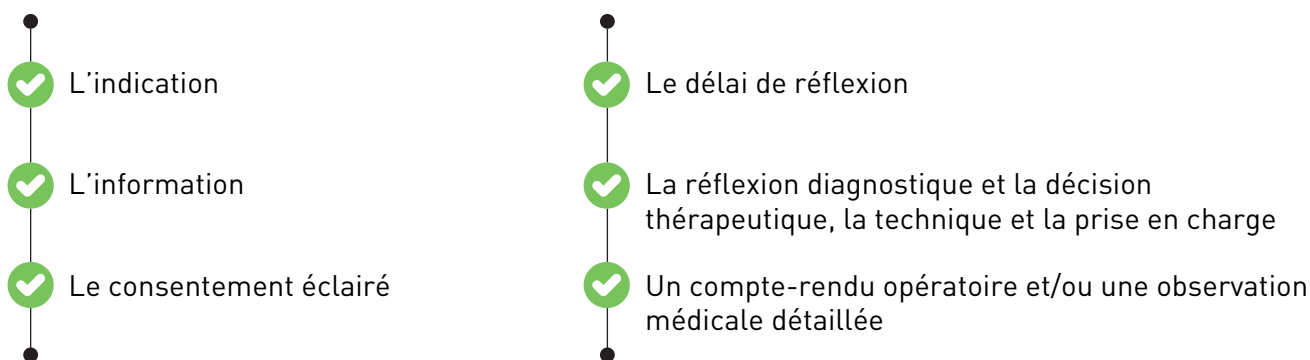 L'indication
L'information
Le consentement éclairé
Le délai de réflexion
La réflexion diagnostique et la décision
thérapeutique, la technique et la prise en charge
Un compte-rendu opératoire et/ou une observation
médicale détaillée